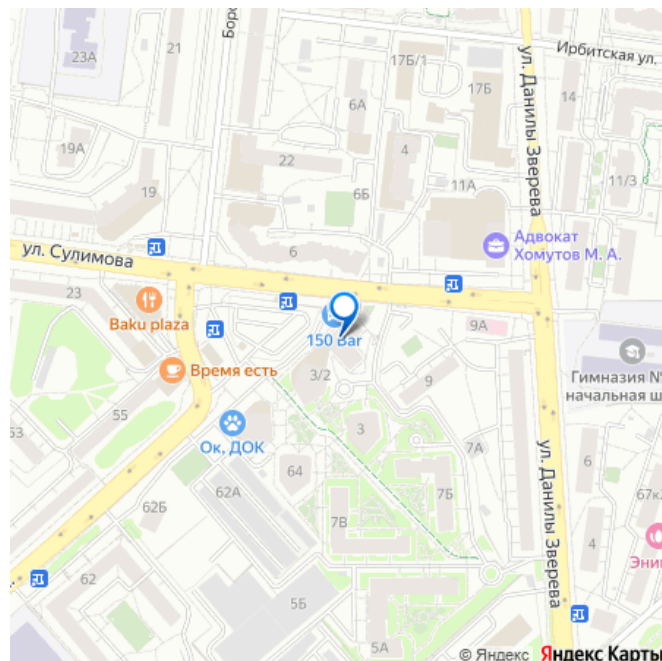 Ирбитская ул.
21
23А
17Б/1
17Б
6А
14
ул. Данилы Зверева
19А
22
4
19
6Б
11А
11/3
ул. Сулимова
6
Адвокат
Хомутов М. А.
23
Baku plaza
150 Bar
9А
Время есть
3/2
9
Гимназия №
начальная ш
55
53
Ок, ДОК
3
7А
64
6
ул. Данилы Зверева
62А
7Б
67к
62Б
7В
4
Эни
62
5Б
5А
© Яндекс Яндекс Карты